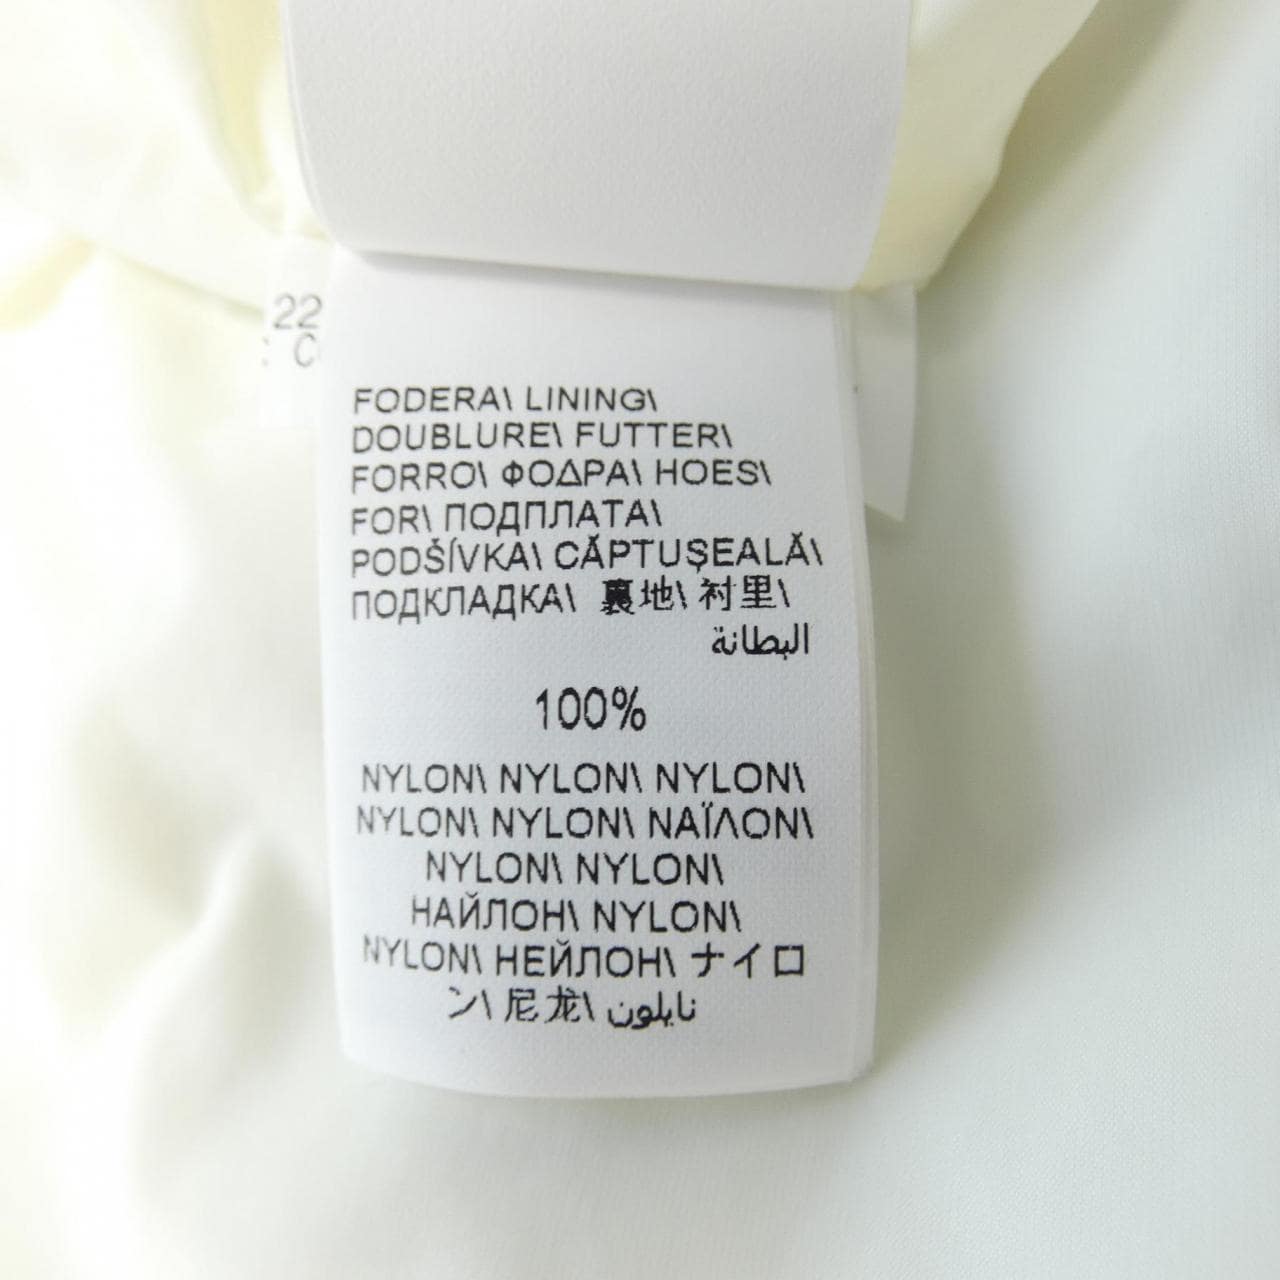 22
: C
FODERA\ LINING\
DOUBLURE\ FUTTER\
FORRO\ ΦΟΔΡΑ\ HOES\
FOR\ ПОДПЛАТА\
PODŠÍVKA\ CĂPTUŞEALĂ\
ПОДКЛАДКА\ 裏地\ 衬里\
البطانة
100%
NYLON\ NYLON\ NYLON\
NYLON\ NYLON\ ΝΑΪΛΟΝ\
NYLON\ NYLON\
НАЙЛОН\ NYLON\
NYLON\ НЕЙЛОН\ ナイロ
ン\ 尼龙\ نايلون